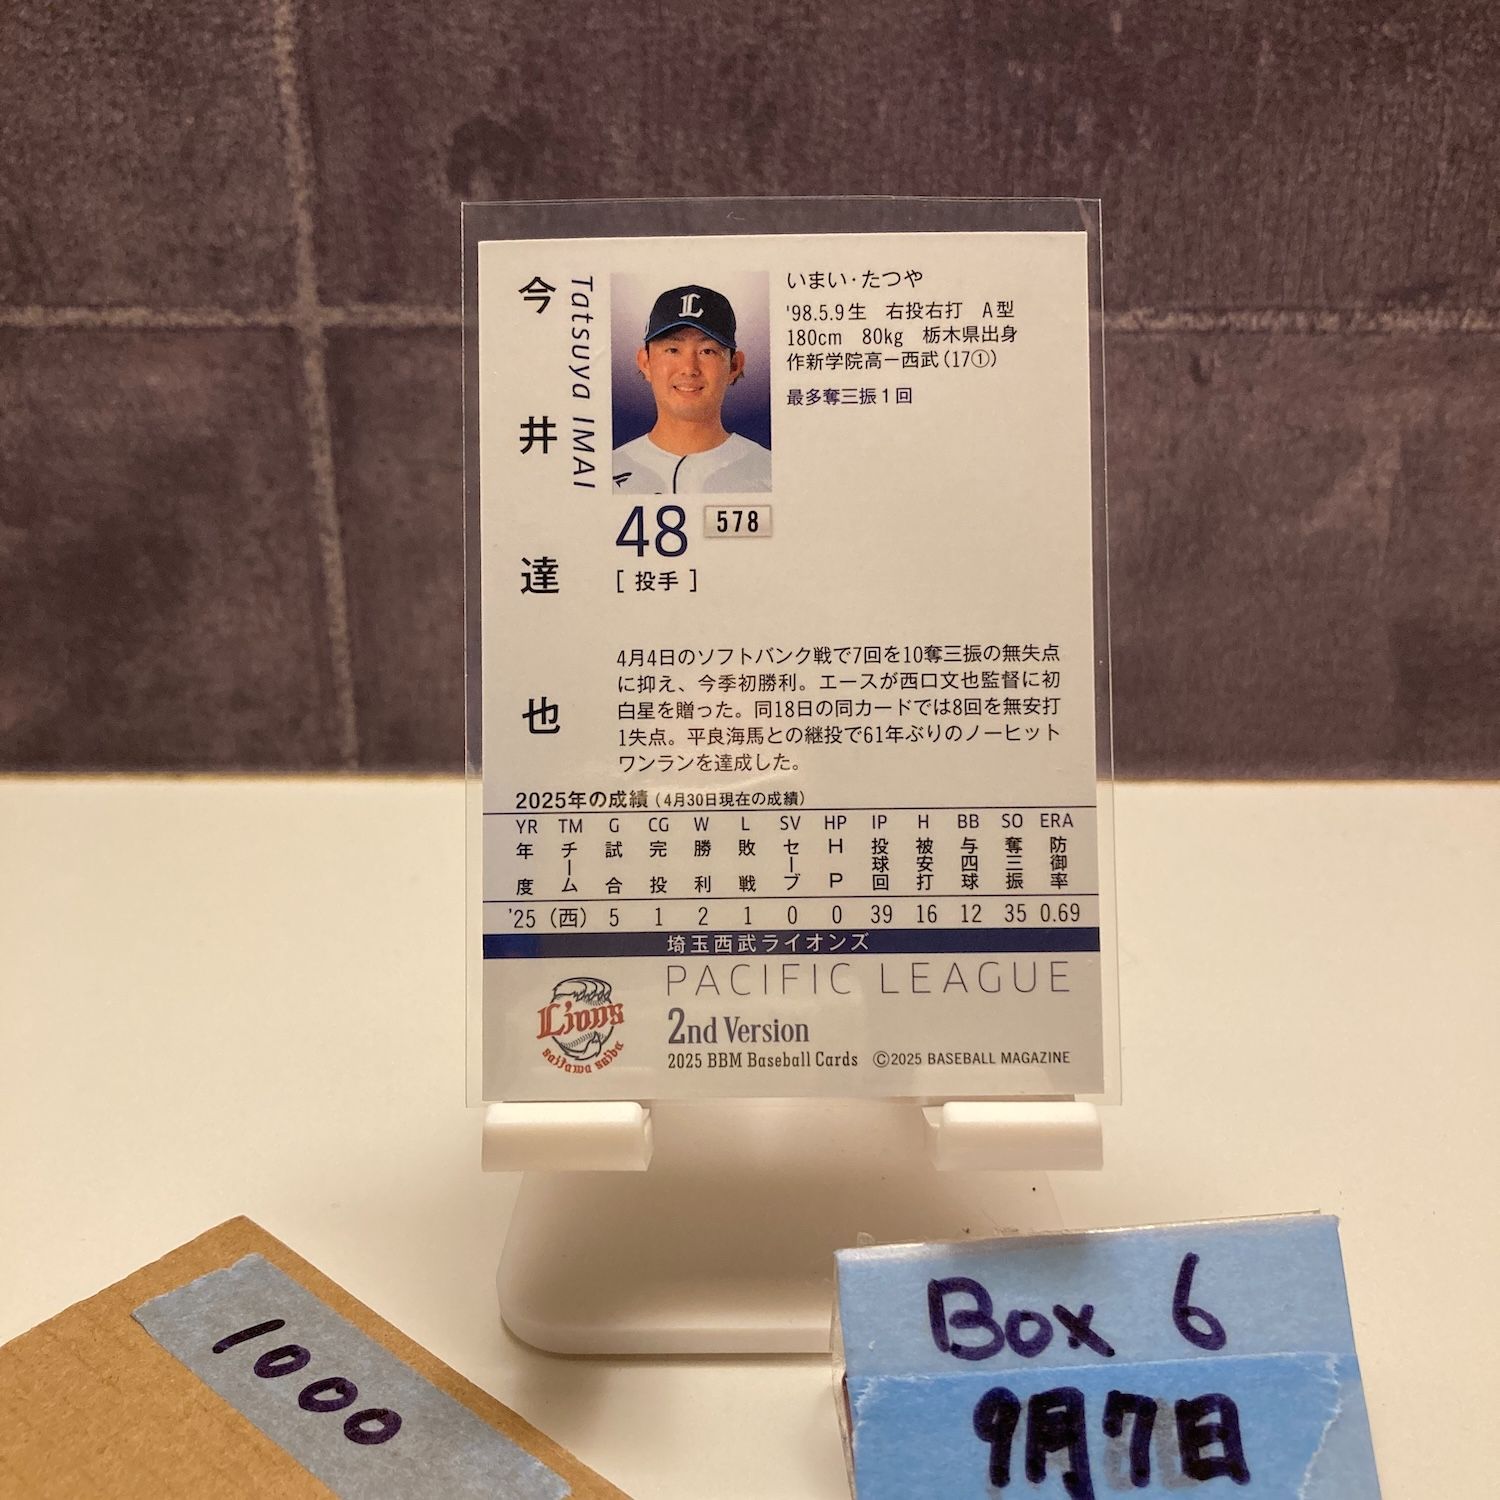 今井達也
Tatsuya IMAI
L
いまい・たつや
'98.5.9生 右投右打 A型
180cm 80kg 栃木県出身
作新学院高ー西武(17①)
最多奪三振1回
48
578
[ 投手 ]
4月4日のソフトバンク戦で7回を10奪三振の無失点
に抑え、今季初勝利。エースが西口文也監督に初
白星を贈った。同18日の同カードでは8回を無安打
1失点。平良海馬との継投で61年ぶりのノーヒット
ワンランを達成した。
2025年の成績(4月30日現在の成績)
YR TM G CG W L SV HP IP H BB SO ERA
年度 チーム 試合 完投 勝利 敗戦 セーブ HP 投球回 被安打 与四球 奪三振 防御率
'25 (西) 5 1 2 1 0 0 39 16 12 35 0.69
埼玉西武ライオンズ
PACIFIC LEAGUE
Lions
saitama seibu
2nd Version
2025 BBM Baseball Cards ©2025 BASEBALL MAGAZINE
1000
Box 6
9月7日